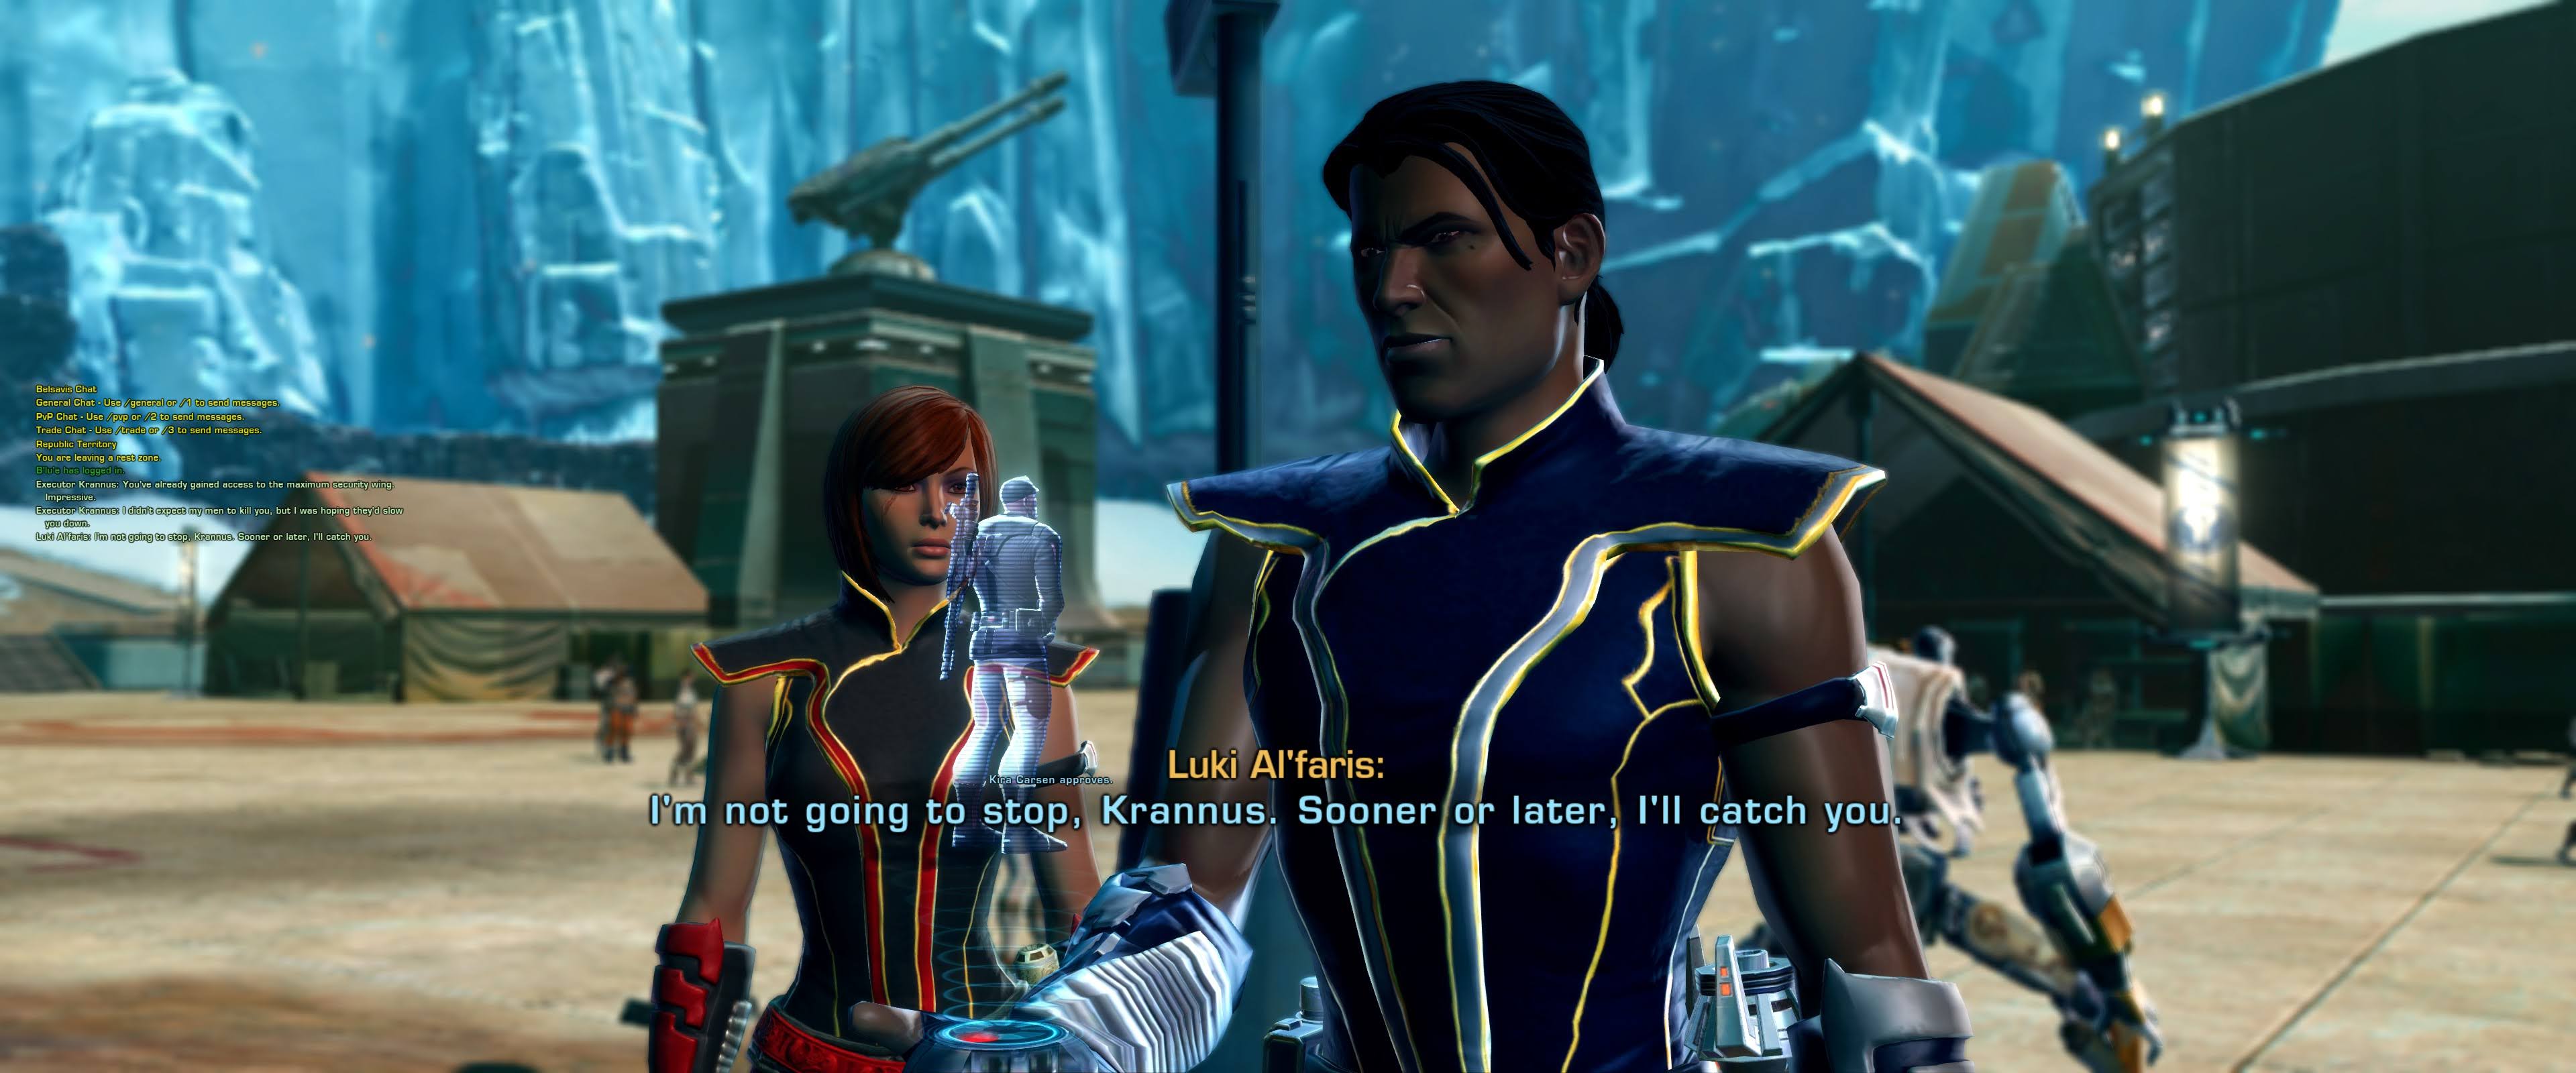 Belsavis Chat
General Chat - Use /general or /1 to send messages.
PvP Chat - Use /pvp or /2 to send messages.
Trade Chat - Use /trade or /3 to send messages.
Republic Territory
You are leaving a rest zone.
B'lu'e has logged in.
Executor Krannus: You've already gained access to the maximum security wing.
Impressive.
Executor Krannus: I didn't expect my men to kill you, but I was hoping they'd slow
you down.
Luki Al'faris: I'm not going to stop, Krannus. Sooner or later, I'll catch you.
Luki Al'faris:
Kira Carsen approves.
I'm not going to stop, Krannus. Sooner or later, I'll catch you.